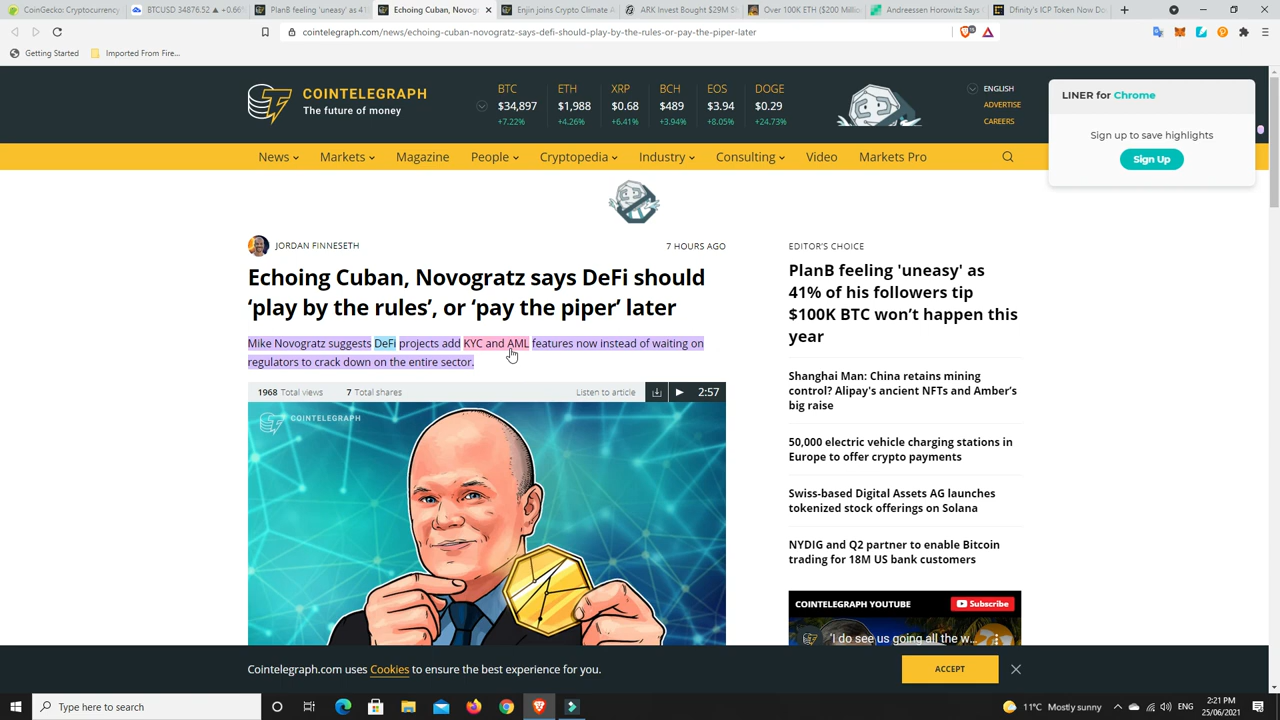 CoinGecko: Cryptocurrency
BTCUSD 34876.52 ▲ +0.66%
PlanB feeling 'uneasy' as 41
Echoing Cuban, Novog
Enjin joins Crypto Climate A
ARK Invest Bought $29M S
Over 100K ETH ($200 Millio
Andreessen Horowitz Says
Dfinity's ICP Token Now Do
cointelegraph.com/news/echoing-cuban-novogratz-says-defi-should-play-by-the-rules-or-pay-the-piper-later
Getting Started
Imported From Fire...
COINTELEGRAPH
The future of money
BTC ETH XRP BCH EOS DOGE
$34,897 $1,988 $0.68 $489 $3.94 $0.29
+7.22% +4.26% +6.41% +3.94% +8.05% +24.73%
ENGLISH
ADVERTISE
CAREERS
LINER for Chrome
Sign up to save highlights
Sign Up
News Markets Magazine People Cryptopedia Industry Consulting Video Markets Pro
JORDAN FINNESETH
7 HOURS AGO
Echoing Cuban, Novogratz says DeFi should
‘play by the rules’, or ‘pay the piper’ later
Mike Novogratz suggests DeFi projects add KYC and AML features now instead of waiting on
regulators to crack down on the entire sector.
1968 Total views 7 Total shares Listen to article 2:57
COINTELEGRAPH
EDITOR'S CHOICE
PlanB feeling 'uneasy' as
41% of his followers tip
$100K BTC won’t happen this
year
Shanghai Man: China retains mining
control? Alipay's ancient NFTs and Amber’s
big raise
50,000 electric vehicle charging stations in
Europe to offer crypto payments
Swiss-based Digital Assets AG launches
tokenized stock offerings on Solana
NYDIG and Q2 partner to enable Bitcoin
trading for 18M US bank customers
COINTELEGRAPH YOUTUBE
Subscribe
'I do see us going all the w...
Cointelegraph.com uses Cookies to ensure the best experience for you.
ACCEPT
Type here to search
11°C Mostly sunny
ENG
2:21 PM
25/06/2021